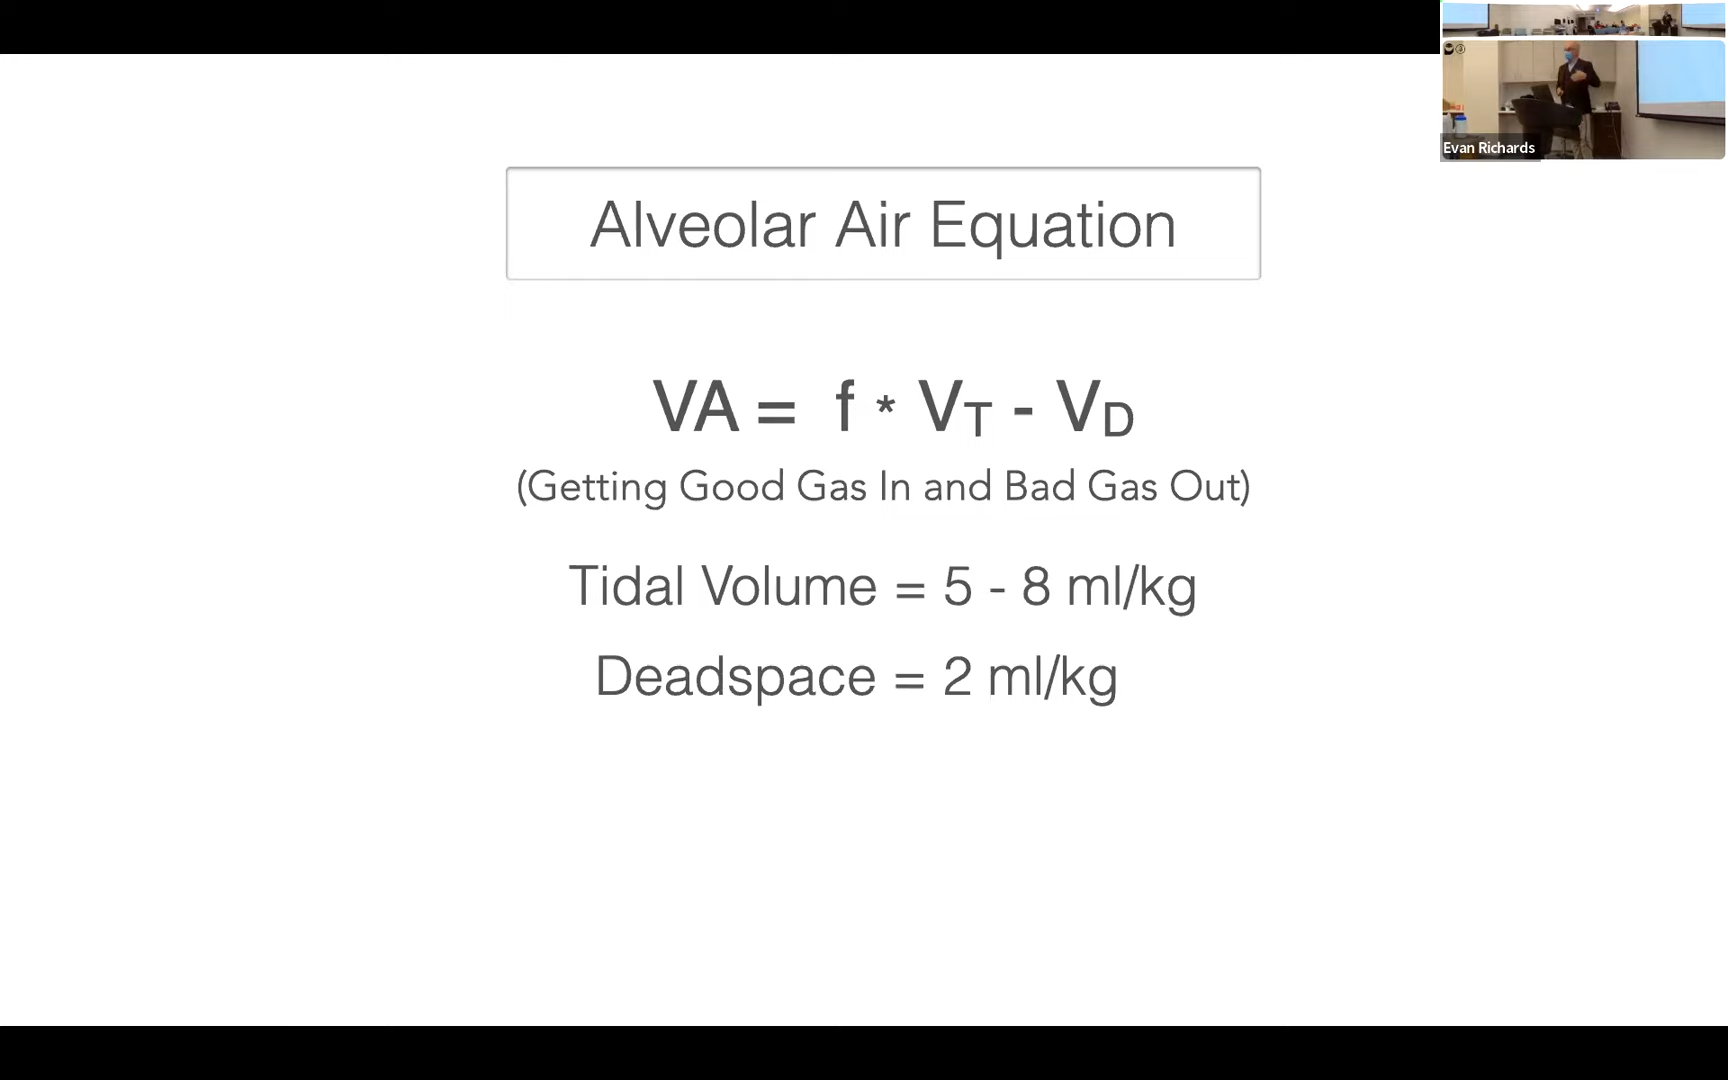 Evan Richards
Alveolar Air Equation
VA = f * VT - VD
(Getting Good Gas In and Bad Gas Out)
Tidal Volume = 5 - 8 ml/kg
Deadspace = 2 ml/kg